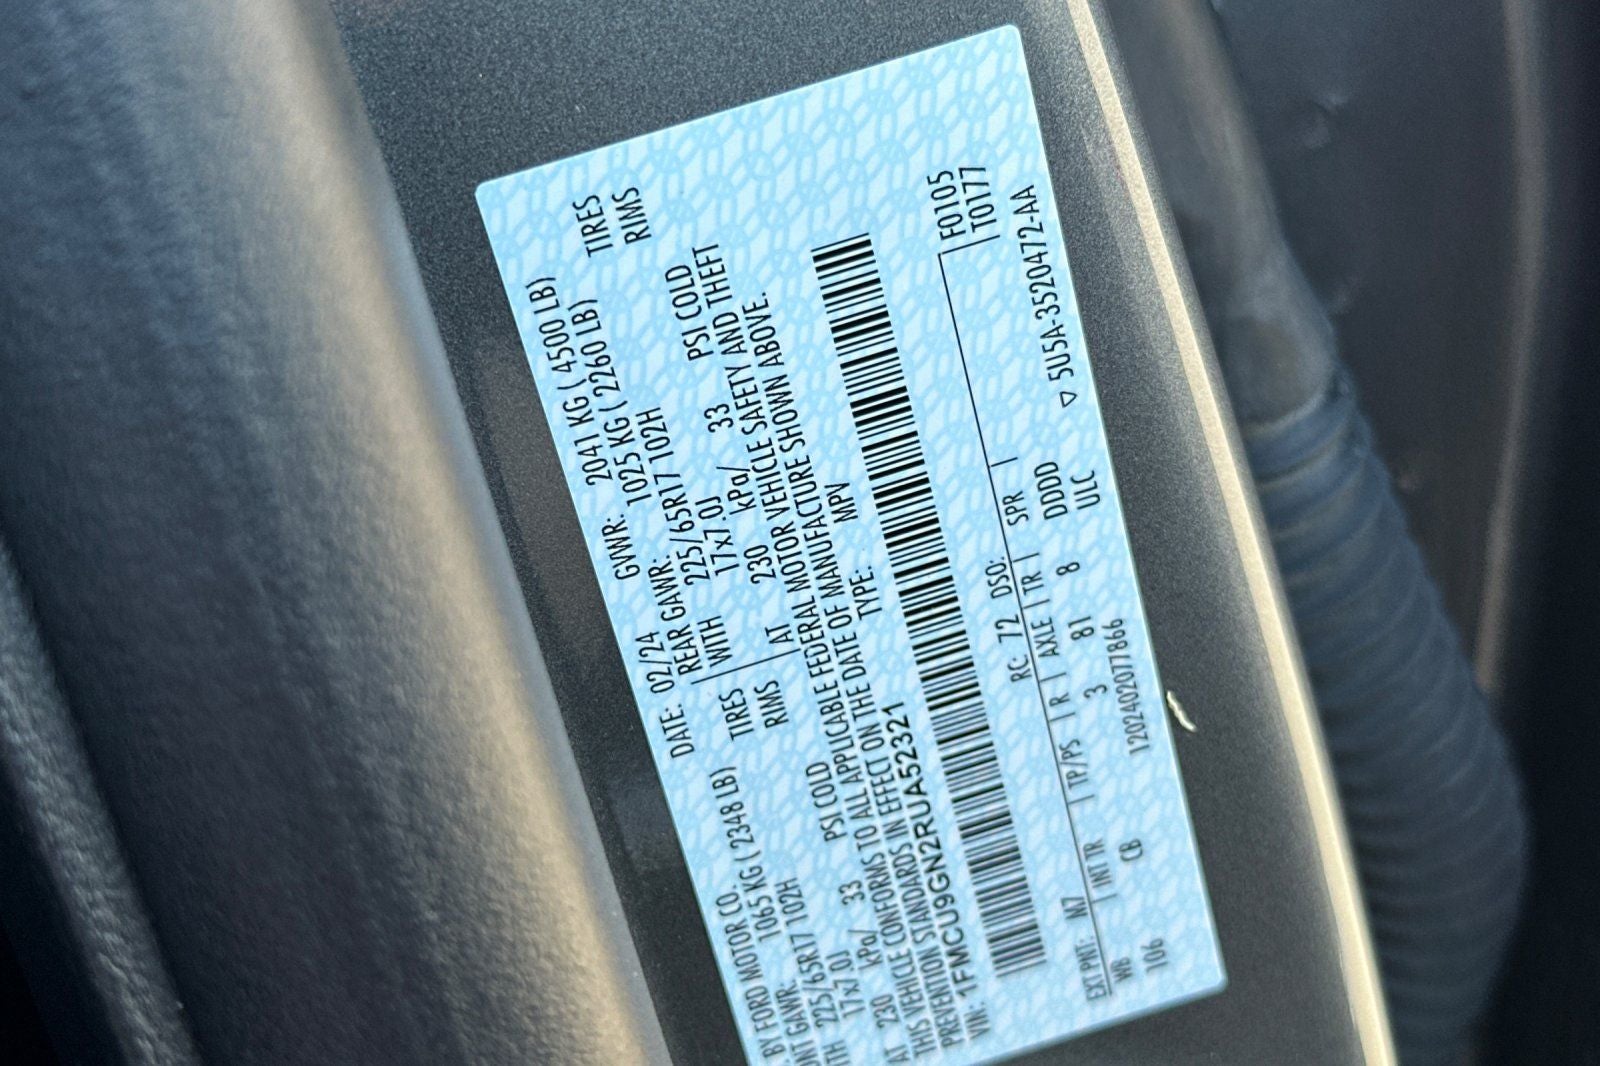 . BY FORD MOTOR CO.
DATE: 02/24 GVWR: 2041 KG ( 4500 LB)
NT GAWR: 1065 KG ( 2348 LB) REAR GAWR: 1025 KG ( 2260 LB)
TH 225/65R17 102H TIRES WITH 225/65R17 102H TIRES
17x7.0J RIMS 17x7.0J RIMS
AT 230 kPa/ 33 PSI COLD AT 230 kPa/ 33 PSI COLD
THIS VEHICLE CONFORMS TO ALL APPLICABLE FEDERAL MOTOR VEHICLE SAFETY AND THEFT
PREVENTION STANDARDS IN EFFECT ON THE DATE OF MANUFACTURE SHOWN ABOVE.
VIN: 1FMCU9GN2RUA52321 TYPE: MPV
F0105
T0177
EXT PNT: M7 RC: 72 DSO:
WB INT TR TP/PS R AXLE TR SPR
106 CB 3 81 8 DDDD
ULC
1202402077866
▽ 5U5A-3520472-AA